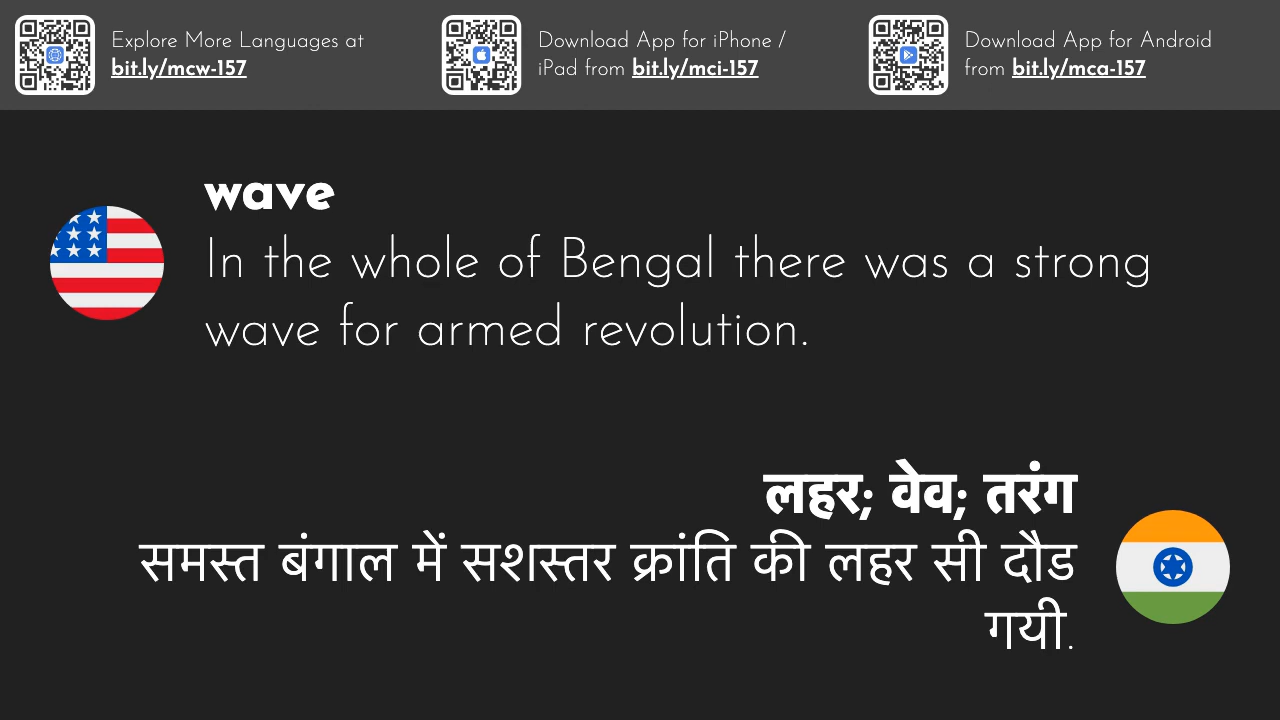 Explore More Languages at
bit.ly/mcw-157
Download App for iPhone /
iPad from bit.ly/mci-157
Download App for Android
from bit.ly/mca-157
wave
In the whole of Bengal there was a strong
wave for armed revolution.
लहर; वेव; तरंग
समस्त बंगाल में सशस्तर क्रांति की लहर सी दौड
गयी.